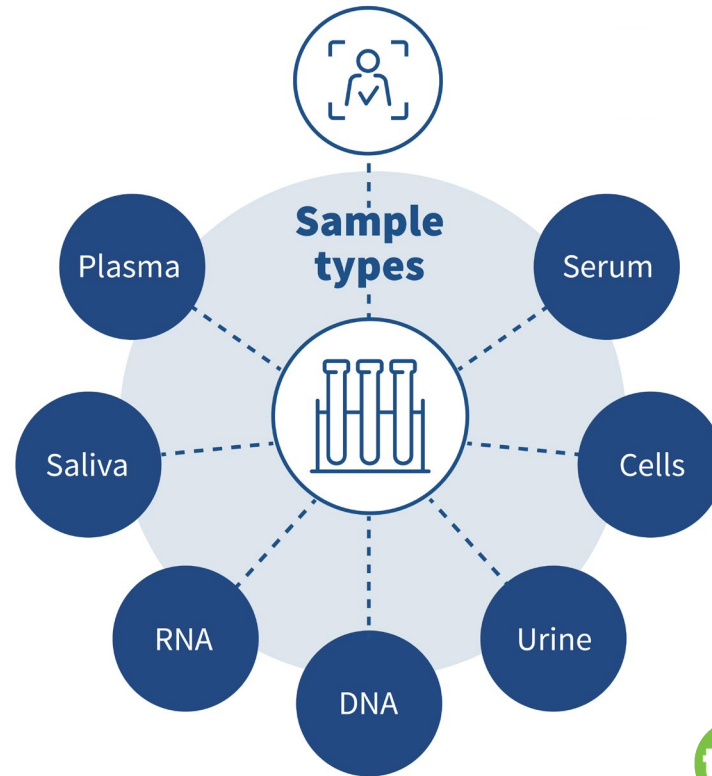 Sample
types
Plasma
Serum
Saliva
Cells
RNA
Urine
DNA